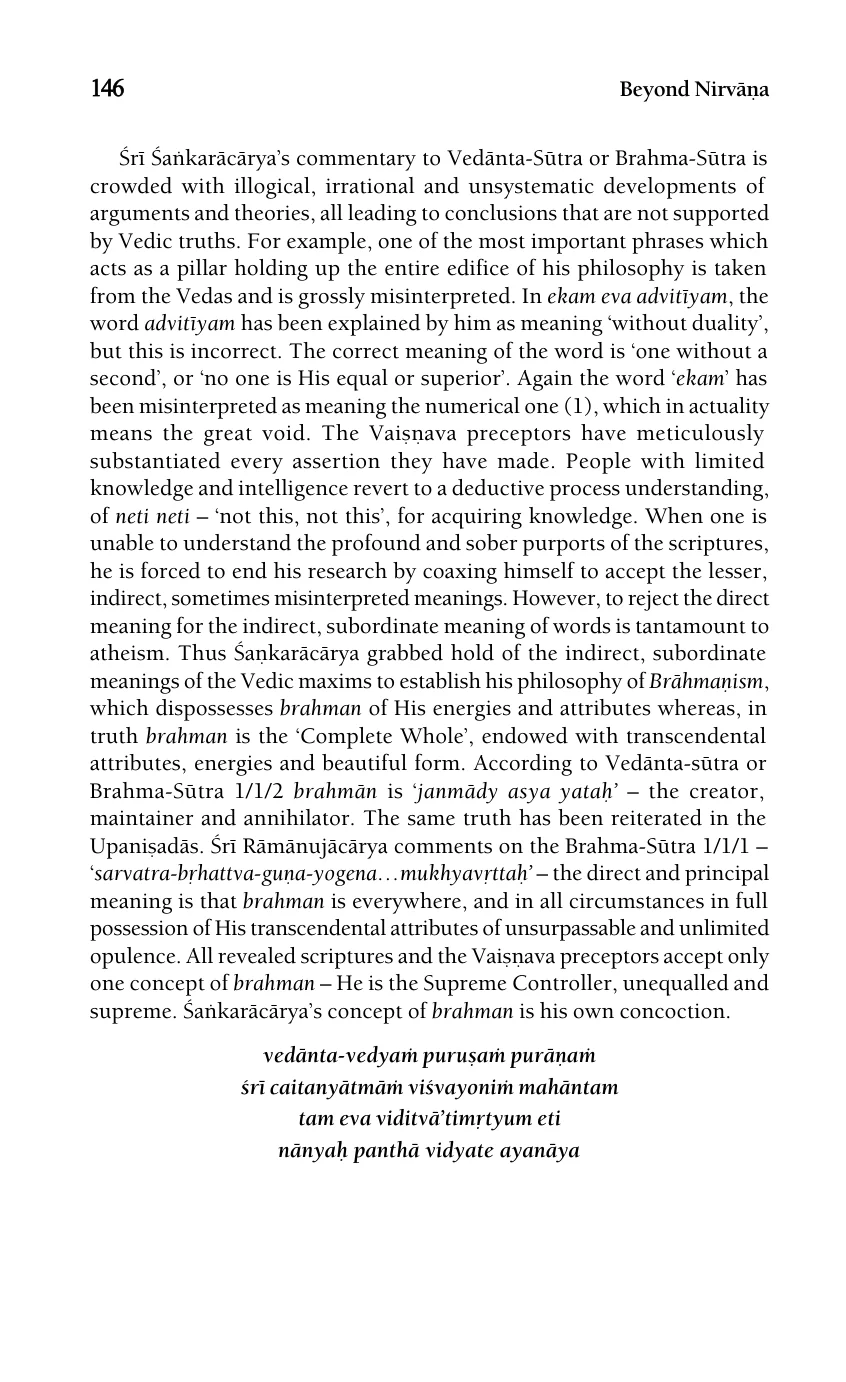 146 Beyond Nirvāṇa
Śrī Śaṅkarācārya’s commentary to Vedānta-Sūtra or Brahma-Sūtra is
crowded with illogical, irrational and unsystematic developments of
arguments and theories, all leading to conclusions that are not supported
by Vedic truths. For example, one of the most important phrases which
acts as a pillar holding up the entire edifice of his philosophy is taken
from the Vedas and is grossly misinterpreted. In ekam eva advitīyam, the
word advitīyam has been explained by him as meaning ‘without duality’,
but this is incorrect. The correct meaning of the word is ‘one without a
second’, or ‘no one is His equal or superior’. Again the word ‘ekam’ has
been misinterpreted as meaning the numerical one (1), which in actuality
means the great void. The Vaiṣṇava preceptors have meticulously
substantiated every assertion they have made. People with limited
knowledge and intelligence revert to a deductive process understanding,
of neti neti – ‘not this, not this’, for acquiring knowledge. When one is
unable to understand the profound and sober purports of the scriptures,
he is forced to end his research by coaxing himself to accept the lesser,
indirect, sometimes misinterpreted meanings. However, to reject the direct
meaning for the indirect, subordinate meaning of words is tantamount to
atheism. Thus Śaṇkarācārya grabbed hold of the indirect, subordinate
meanings of the Vedic maxims to establish his philosophy of Brāhmaṇism,
which dispossesses brahman of His energies and attributes whereas, in
truth brahman is the ‘Complete Whole’, endowed with transcendental
attributes, energies and beautiful form. According to Vedānta-sūtra or
Brahma-Sūtra 1/1/2 brahmān is ‘janmādy asya yataḥ’ – the creator,
maintainer and annihilator. The same truth has been reiterated in the
Upaniṣadās. Śrī Rāmānujācārya comments on the Brahma-Sūtra 1/1/1 –
‘sarvatra-bṛhattva-guṇa-yogena…mukhyavṛttaḥ’ – the direct and principal
meaning is that brahman is everywhere, and in all circumstances in full
possession of His transcendental attributes of unsurpassable and unlimited
opulence. All revealed scriptures and the Vaiṣṇava preceptors accept only
one concept of brahman – He is the Supreme Controller, unequalled and
supreme. Śaṅkarācārya’s concept of brahman is his own concoction.
vedānta-vedyaṁ puruṣaṁ purāṇaṁ
śrī caitanyātmāṁ viśvayoniṁ mahāntam
tam eva viditvā’timṛtyum eti
nānyaḥ panthā vidyate ayanāya